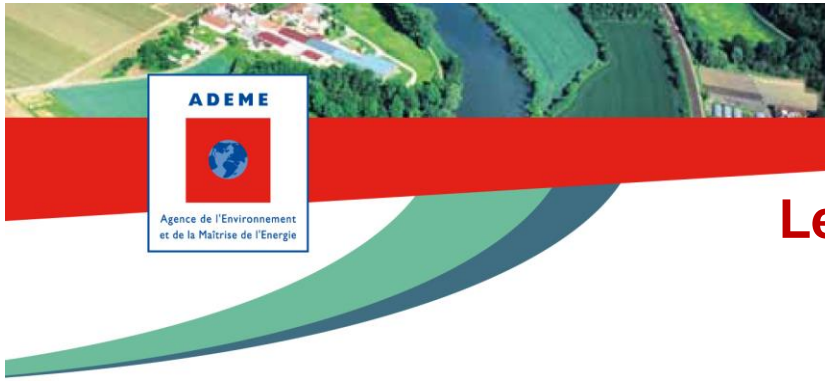 ADEME
Agence de l'Environnement
et de la Maîtrise de l'Energie
Le